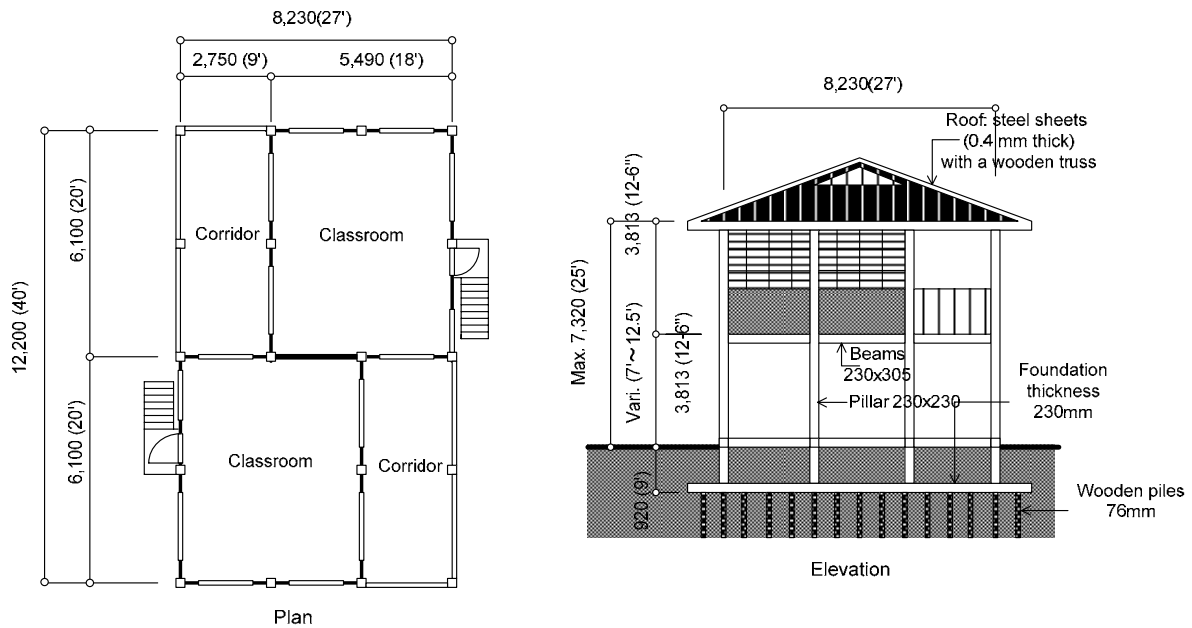 8,230(27')
2,750 (9')
5,490 (18')
12,200 (40')
6,100 (20')
6,100 (20')
Corridor
Classroom
Classroom
Corridor
Plan
8,230(27')
Roof: steel sheets
(0.4 mm thick)
with a wooden truss
3,813 (12-6")
Max. 7,320 (25')
Vari. (7'~12.5')
3,813 (12-6")
Beams
230x305
Pillar 230x230
Foundation
thickness
230mm
920 (9')
Wooden piles
76mm
Elevation